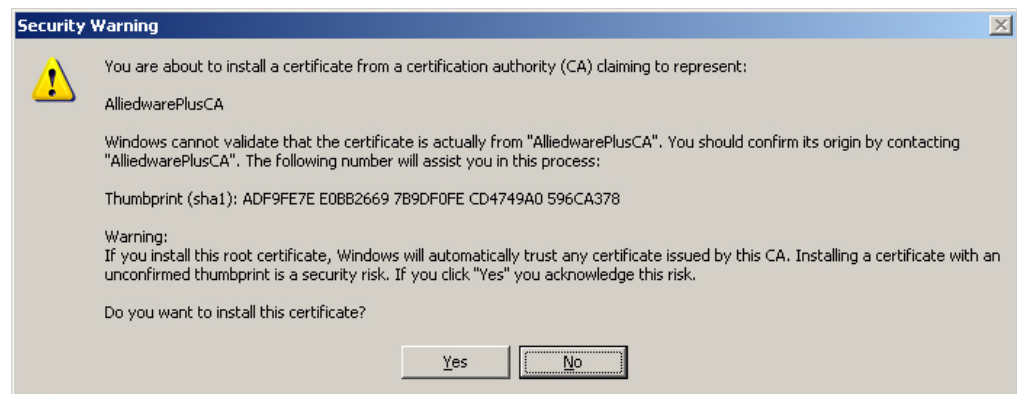 Security Warning
You are about to install a certificate from a certification authority (CA) claiming to represent:
AlliedwarePlusCA
Windows cannot validate that the certificate is actually from "AlliedwarePlusCA". You should confirm its origin by contacting
"AlliedwarePlusCA". The following number will assist you in this process:
Thumbprint (sha1): ADF9FE7E E0BB2669 7B9DF0FE CD4749A0 596CA378
Warning:
If you install this root certificate, Windows will automatically trust any certificate issued by this CA. Installing a certificate with an
unconfirmed thumbprint is a security risk. If you click "Yes" you acknowledge this risk.
Do you want to install this certificate?
Yes No